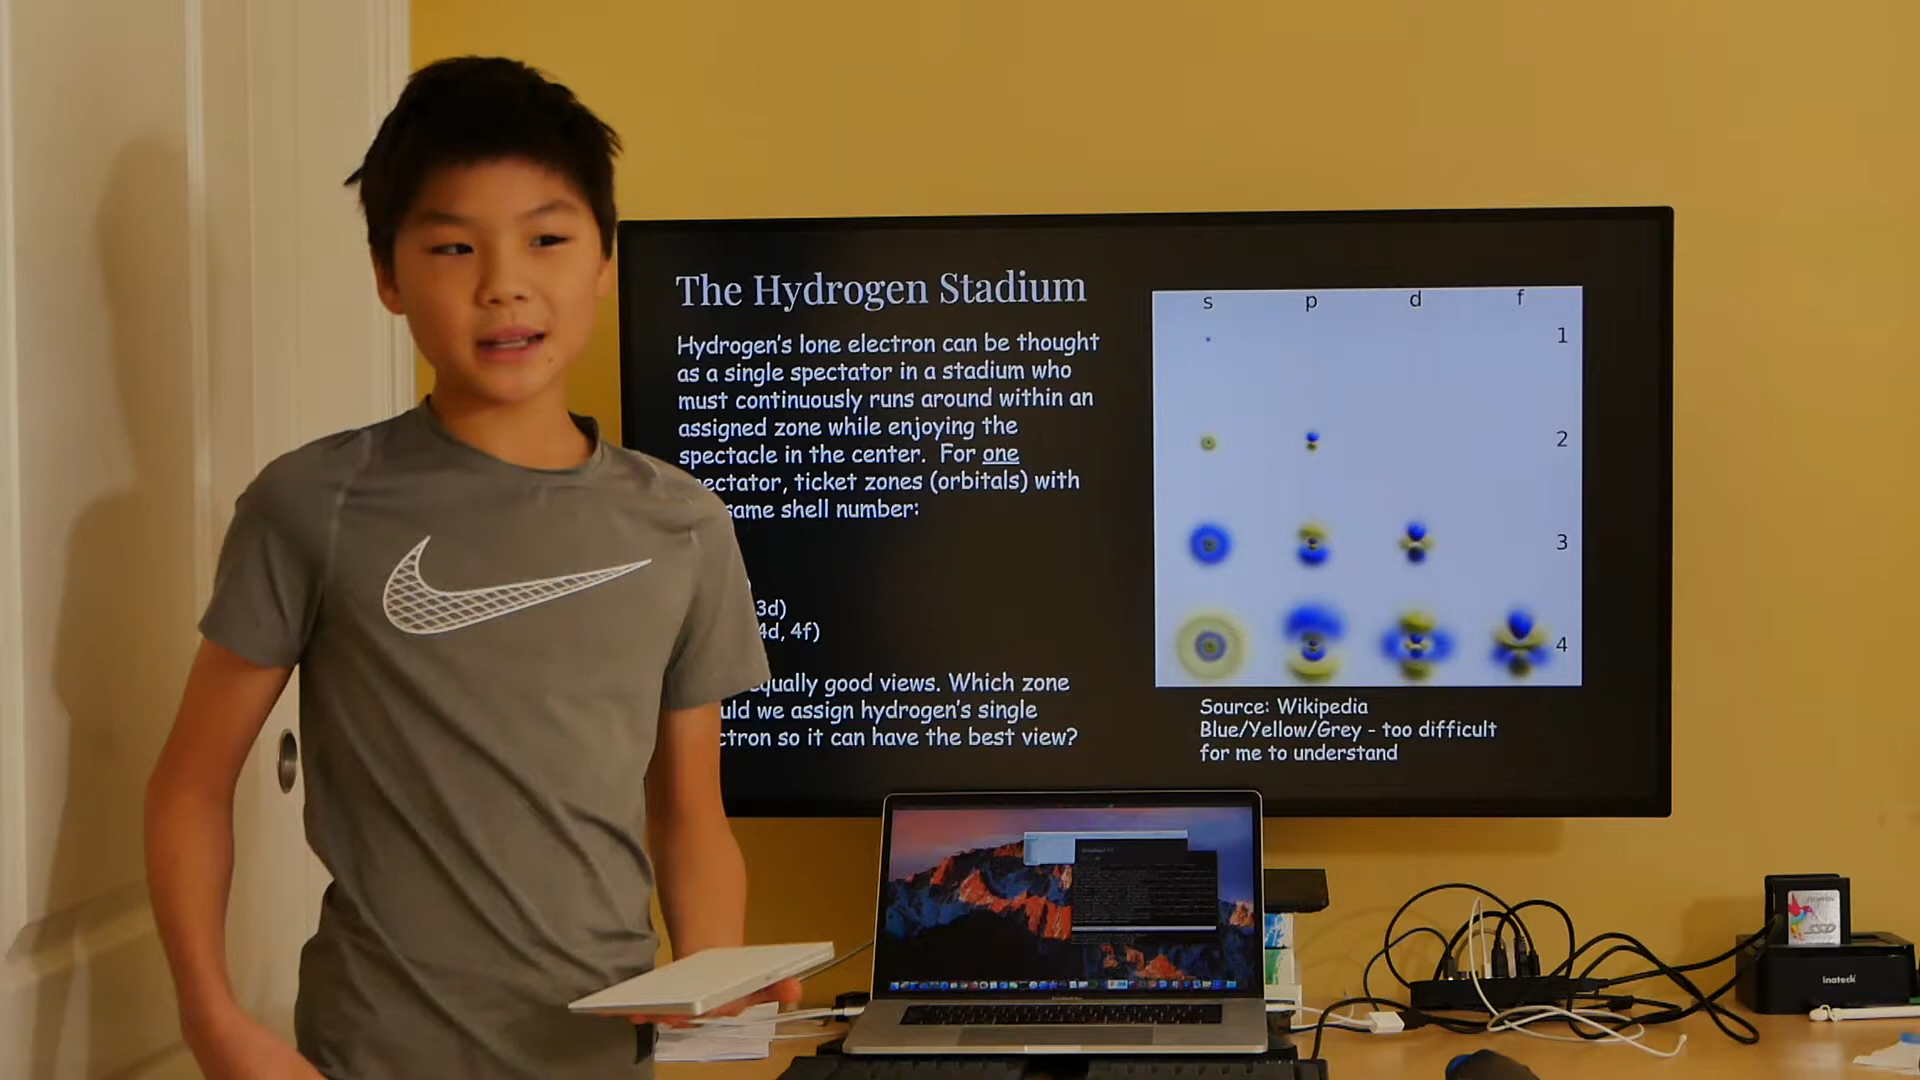 The Hydrogen Stadium
Hydrogen's lone electron can be thought
as a single spectator in a stadium who
must continuously runs around within an
assigned zone while enjoying the
spectacle in the center. For one
ectator, ticket zones (orbitals) with
same shell number:
)
3d)
4d, 4f)
equally good views. Which zone
uld we assign hydrogen's single
ctron so it can have the best view?
s p d f
1
2
3
4
Source: Wikipedia
Blue/Yellow/Grey - too difficult
for me to understand
SSD
Inateck